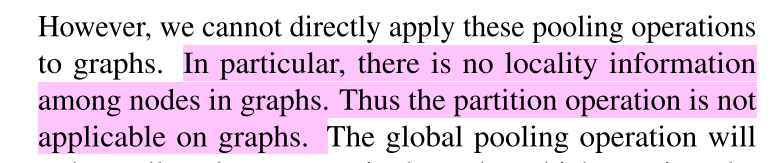 However, we cannot directly apply these pooling operations
to graphs. In particular, there is no locality information
among nodes in graphs. Thus the partition operation is not
applicable on graphs. The global pooling operation will